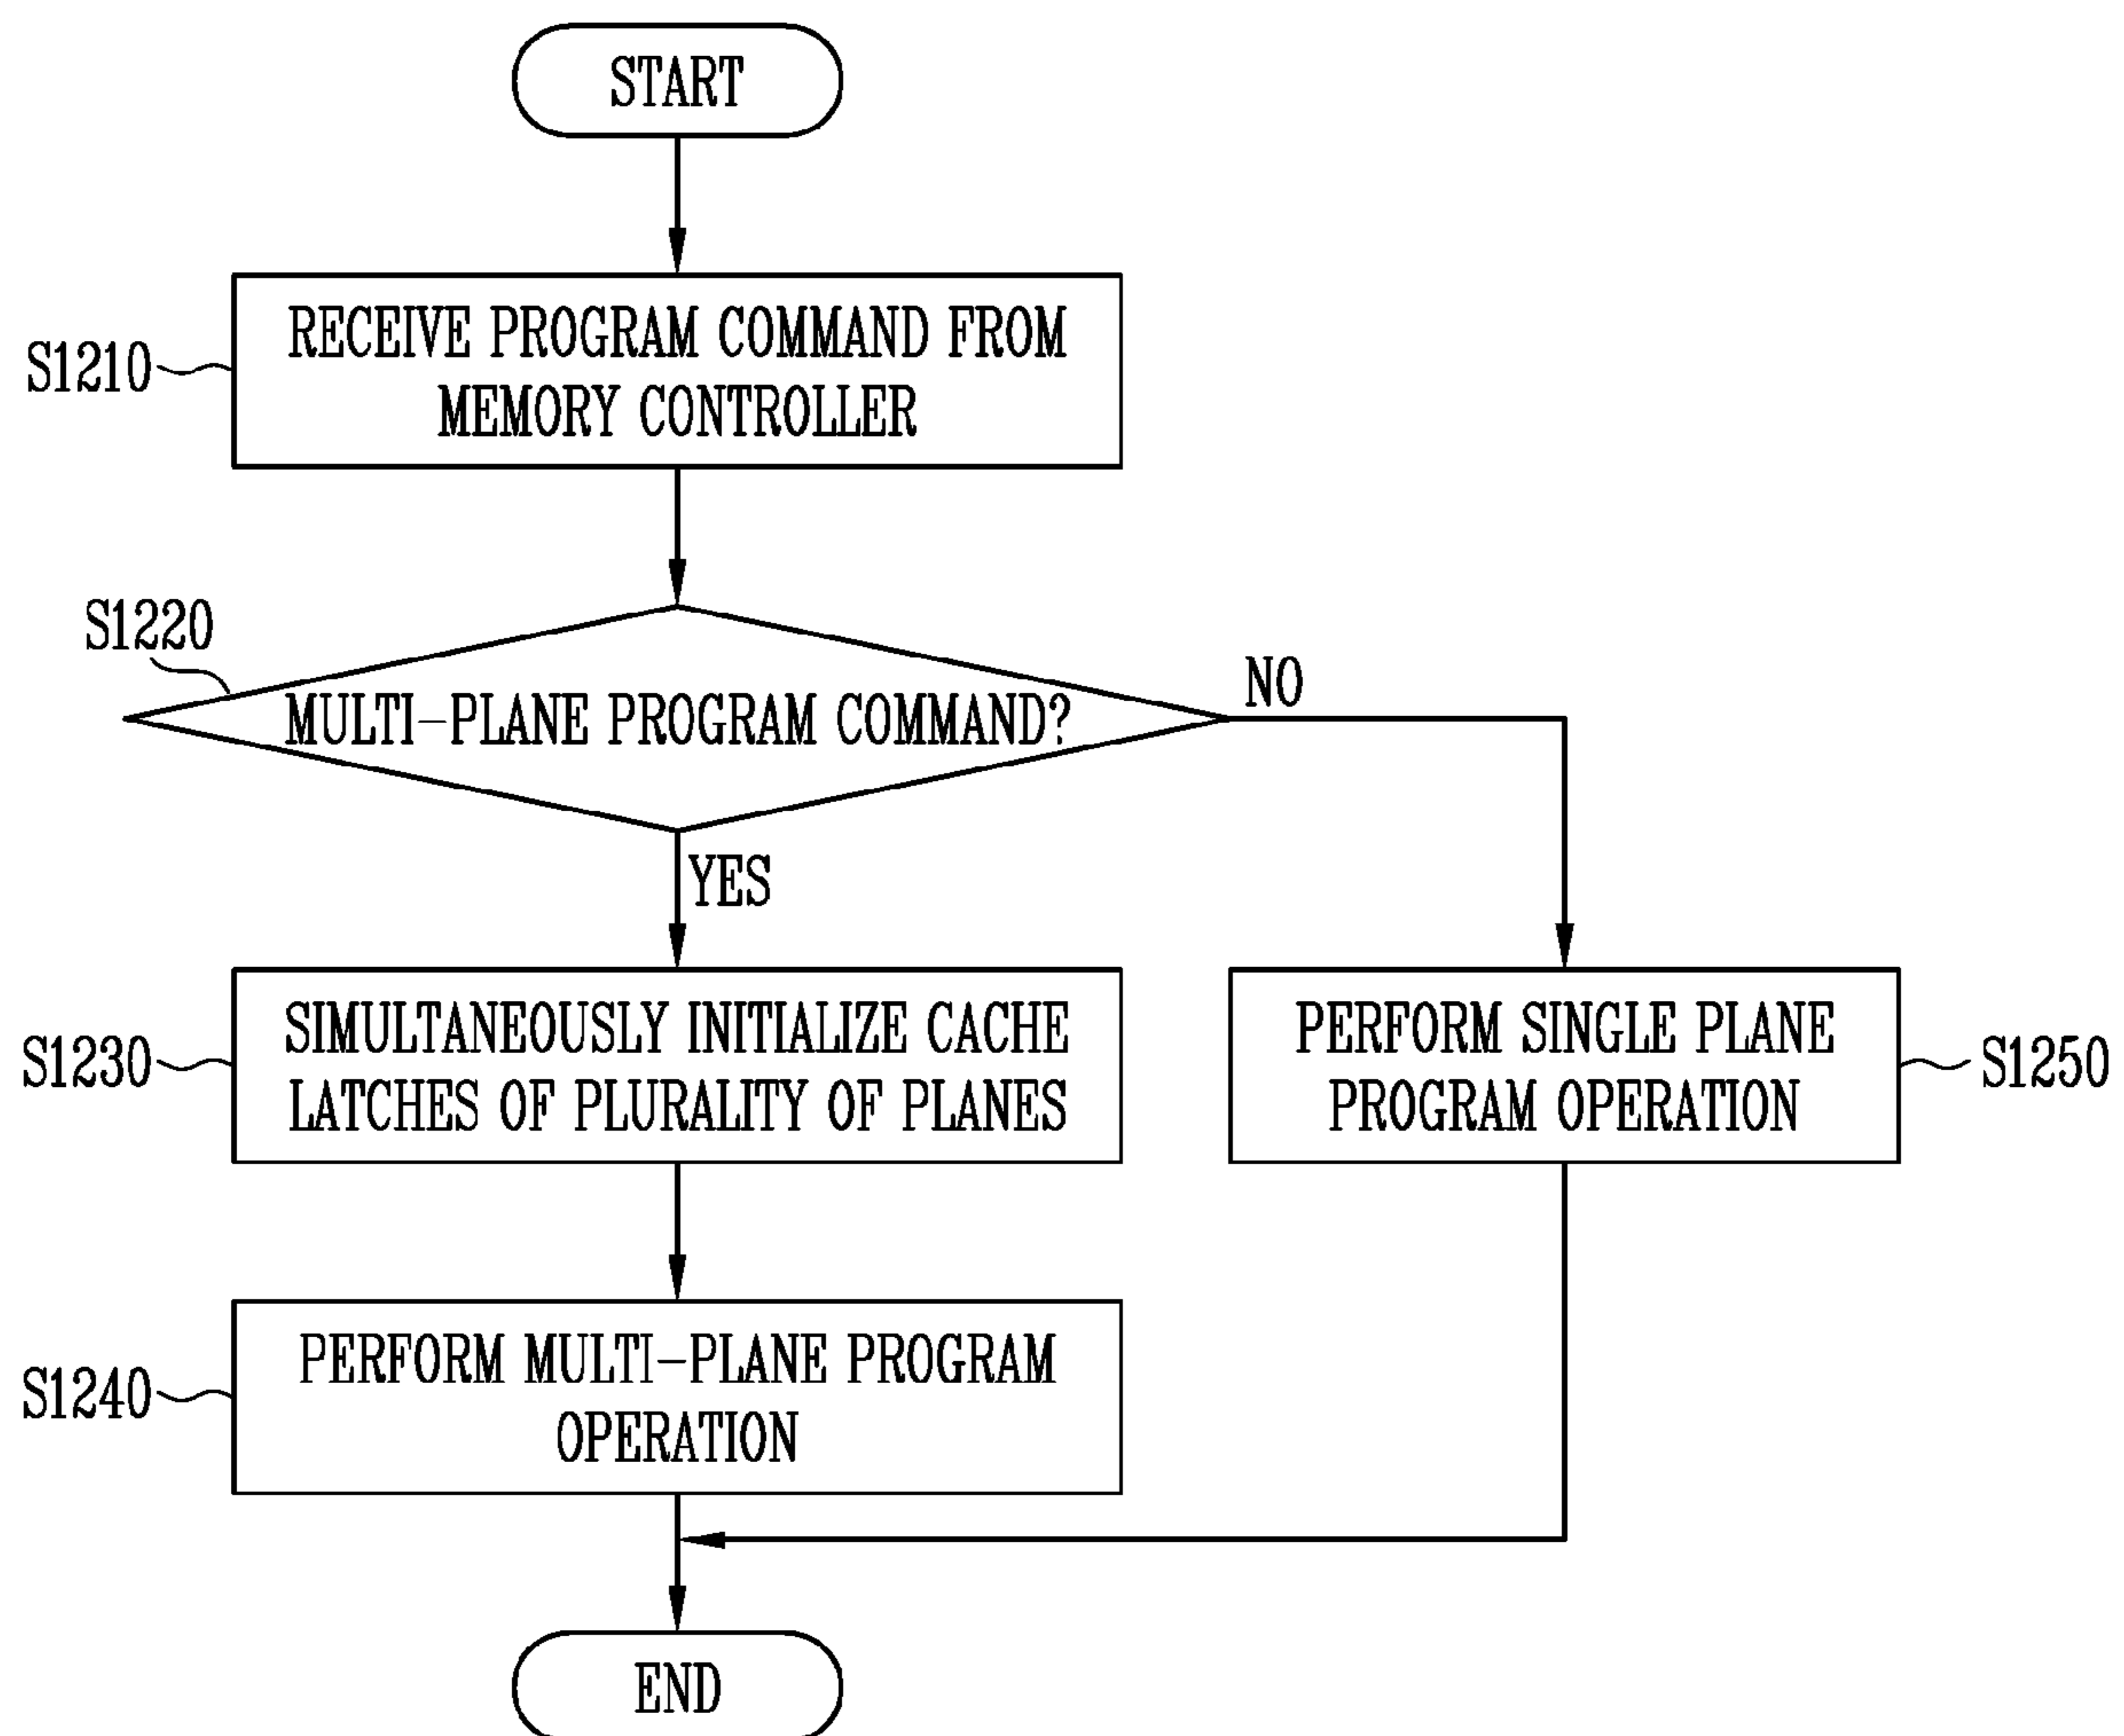 START
S1210
RECEIVE PROGRAM COMMAND FROM
MEMORY CONTROLLER
S1220
MULTI-PLANE PROGRAM COMMAND?
NO
YES
S1230
SIMULTANEOUSLY INITIALIZE CACHE
LATCHES OF PLURALITY OF PLANES
PERFORM SINGLE PLANE
PROGRAM OPERATION
S1250
S1240
PERFORM MULTI-PLANE PROGRAM
OPERATION
END